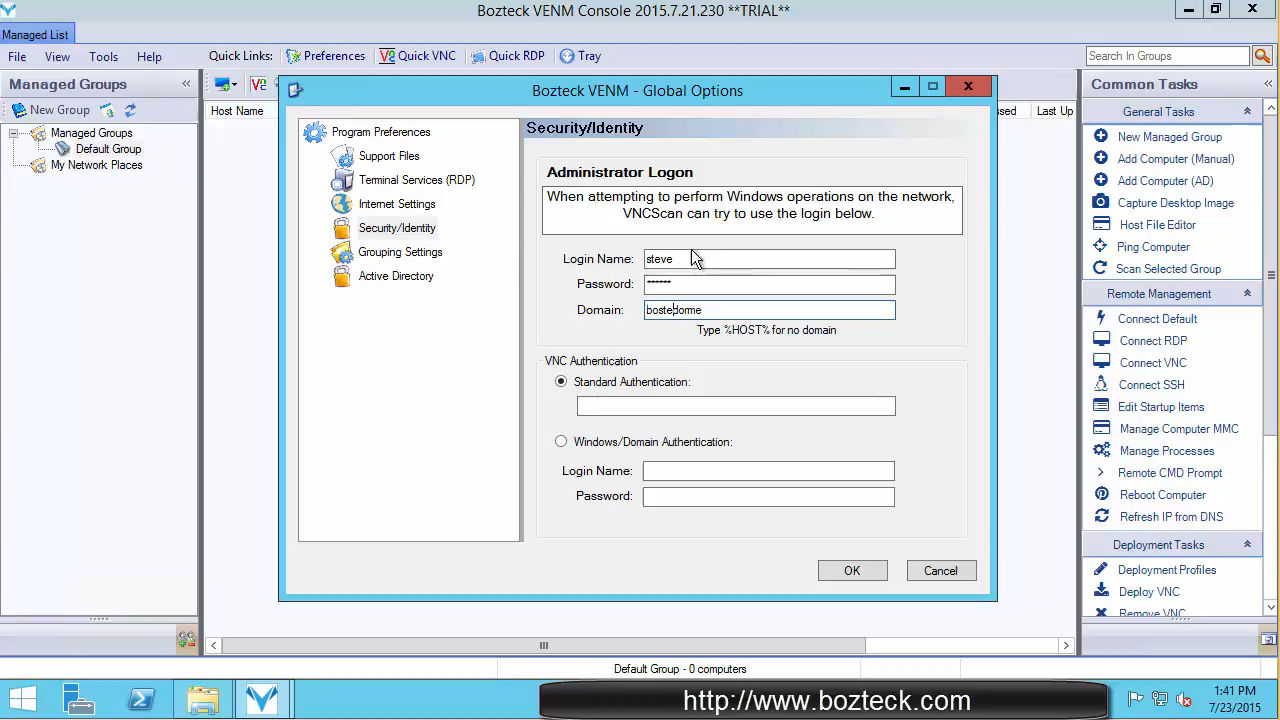 Bozteck VENM Console 2015.7.21.230 **TRIAL**
Managed List
File View Tools Help Quick Links: Preferences Quick VNC Quick RDP Tray Search In Groups
Managed Groups
New Group
Managed Groups
Default Group
My Network Places
Host Name
Last Up
Bozteck VENM - Global Options
Program Preferences
Support Files
Terminal Services (RDP)
Internet Settings
Security/Identity
Grouping Settings
Active Directory
Security/Identity
Administrator Logon
When attempting to perform Windows operations on the network,
VNCScan can try to use the login below.
Login Name: steve
Password: ******
Domain: bostedome
Type %HOST% for no domain
VNC Authentication
Standard Authentication:
Windows/Domain Authentication:
Login Name:
Password:
OK Cancel
Common Tasks
General Tasks
New Managed Group
Add Computer (Manual)
Add Computer (AD)
Capture Desktop Image
Host File Editor
Ping Computer
Scan Selected Group
Remote Management
Connect Default
Connect RDP
Connect VNC
Connect SSH
Edit Startup Items
Manage Computer MMC
Manage Processes
Remote CMD Prompt
Reboot Computer
Refresh IP from DNS
Deployment Tasks
Deployment Profiles
Deploy VNC
Remove VNC
Default Group - 0 computers
http://www.bozteck.com
1:41 PM
7/23/2015